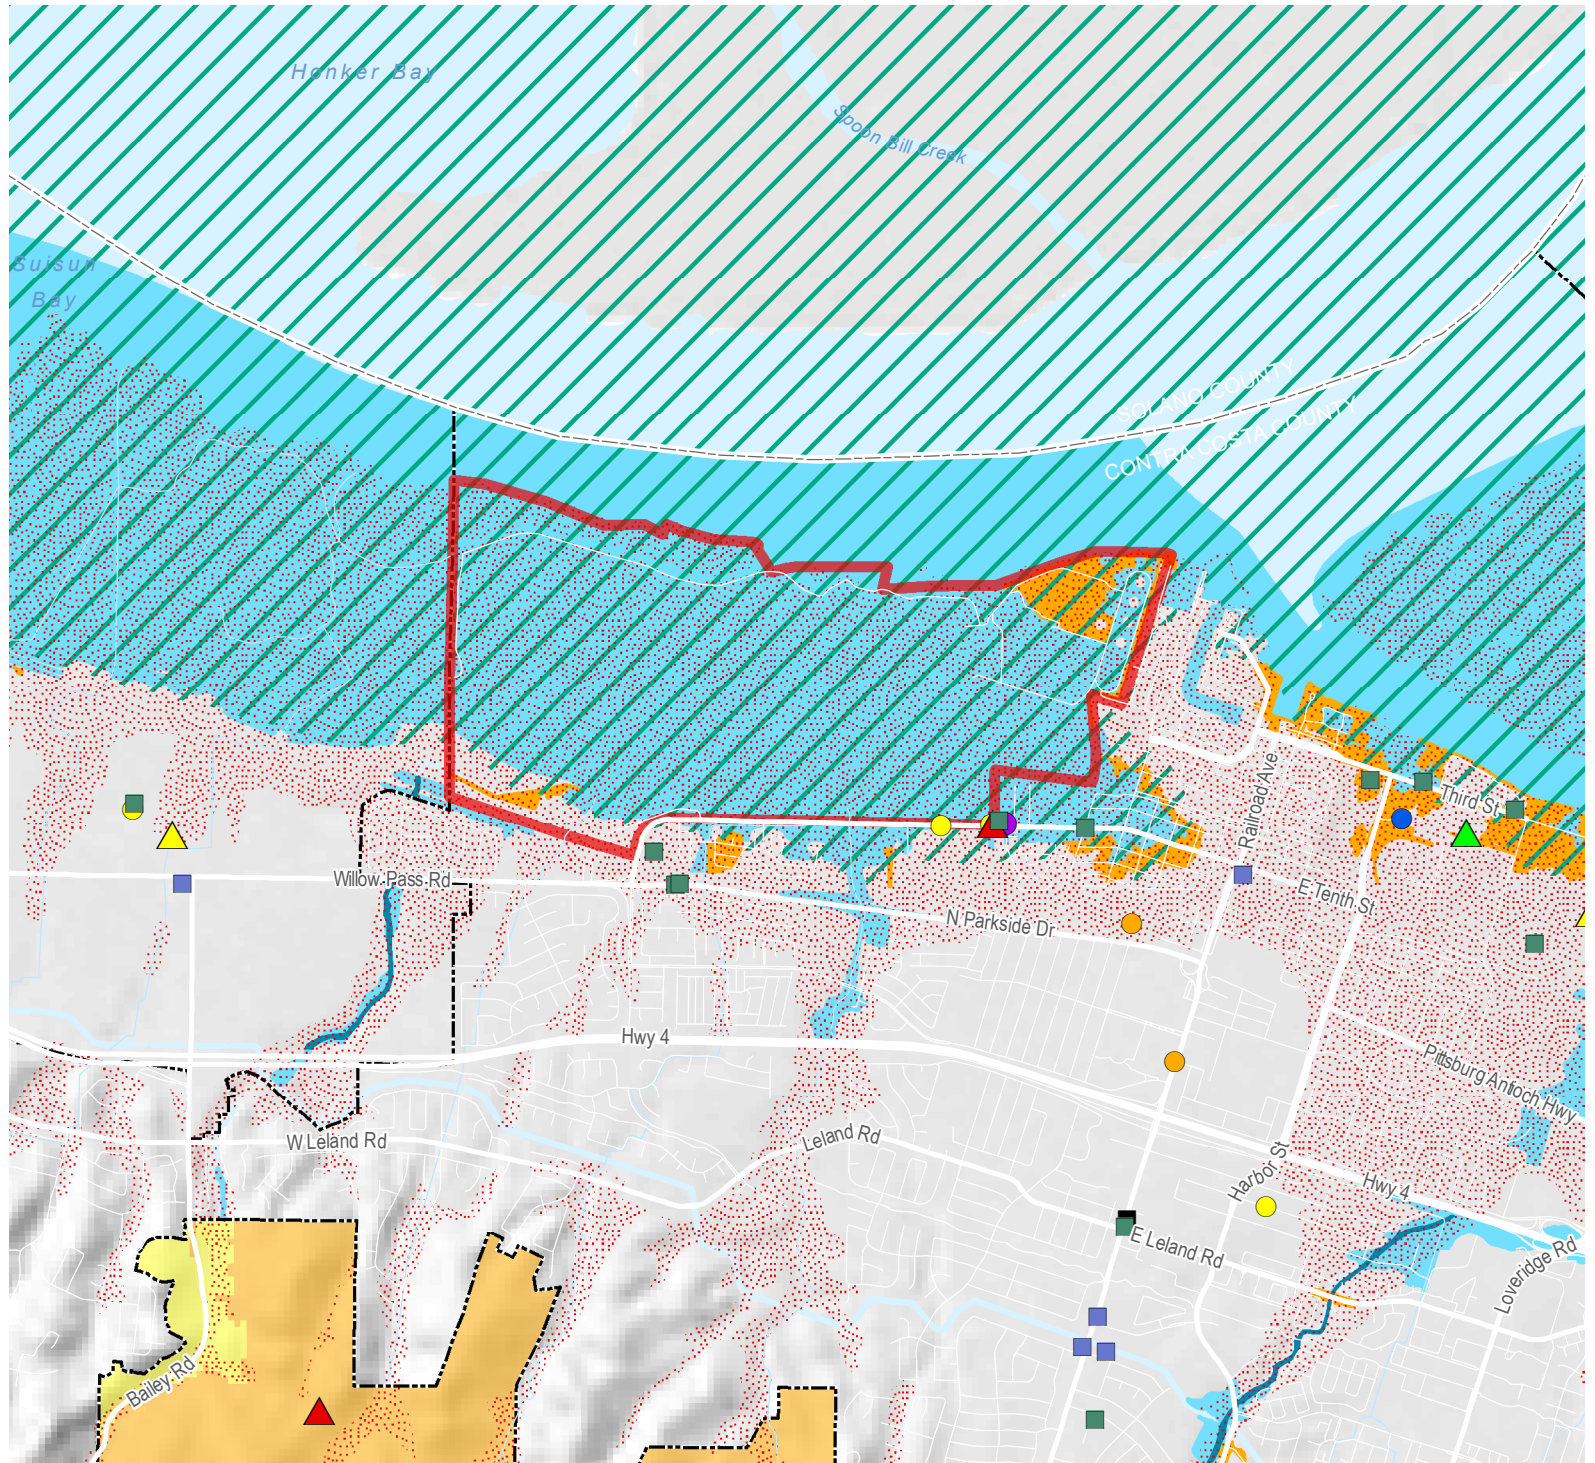 Honker Bay
Spoon Bill Creek
Suisun
Bay
SOLANO COUNTY
CONTRA COSTA COUNTY
Railroad Ave
Third St
Willow Pass Rd
E Tenth St
N Parkside Dr
Hwy 4
Pittsburg Antioch Hwy
W Leland Rd
Leland Rd
Harbor St
Hwy 4
E Leland Rd
Loveridge Rd
Bailey Rd